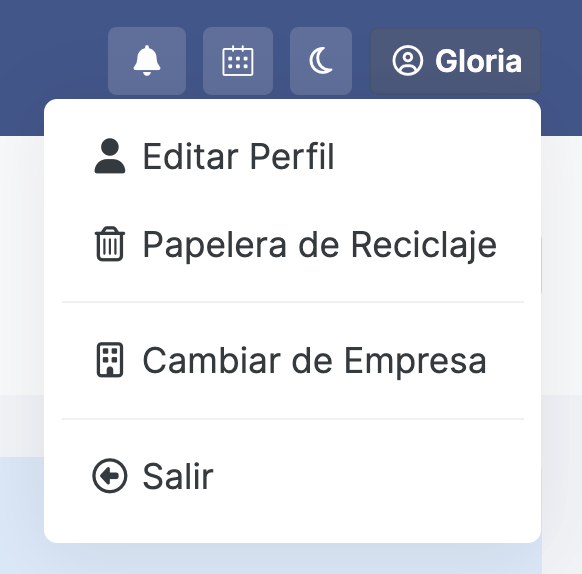 Gloria
Editar Perfil
Papelera de Reciclaje
Cambiar de Empresa
Salir